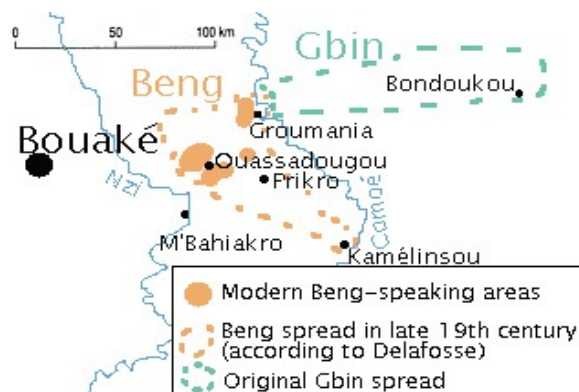 0 50 100 km
Gbin
Beng
Bondoukou
Groumania
Bouaké
Ouassadougou
Prikro
Nzi
Camoé
M'Bahiakro
Kamélinsou
Modern Beng-speaking areas
Beng spread in late 19th century
(according to Delafosse)
Original Gbin spread